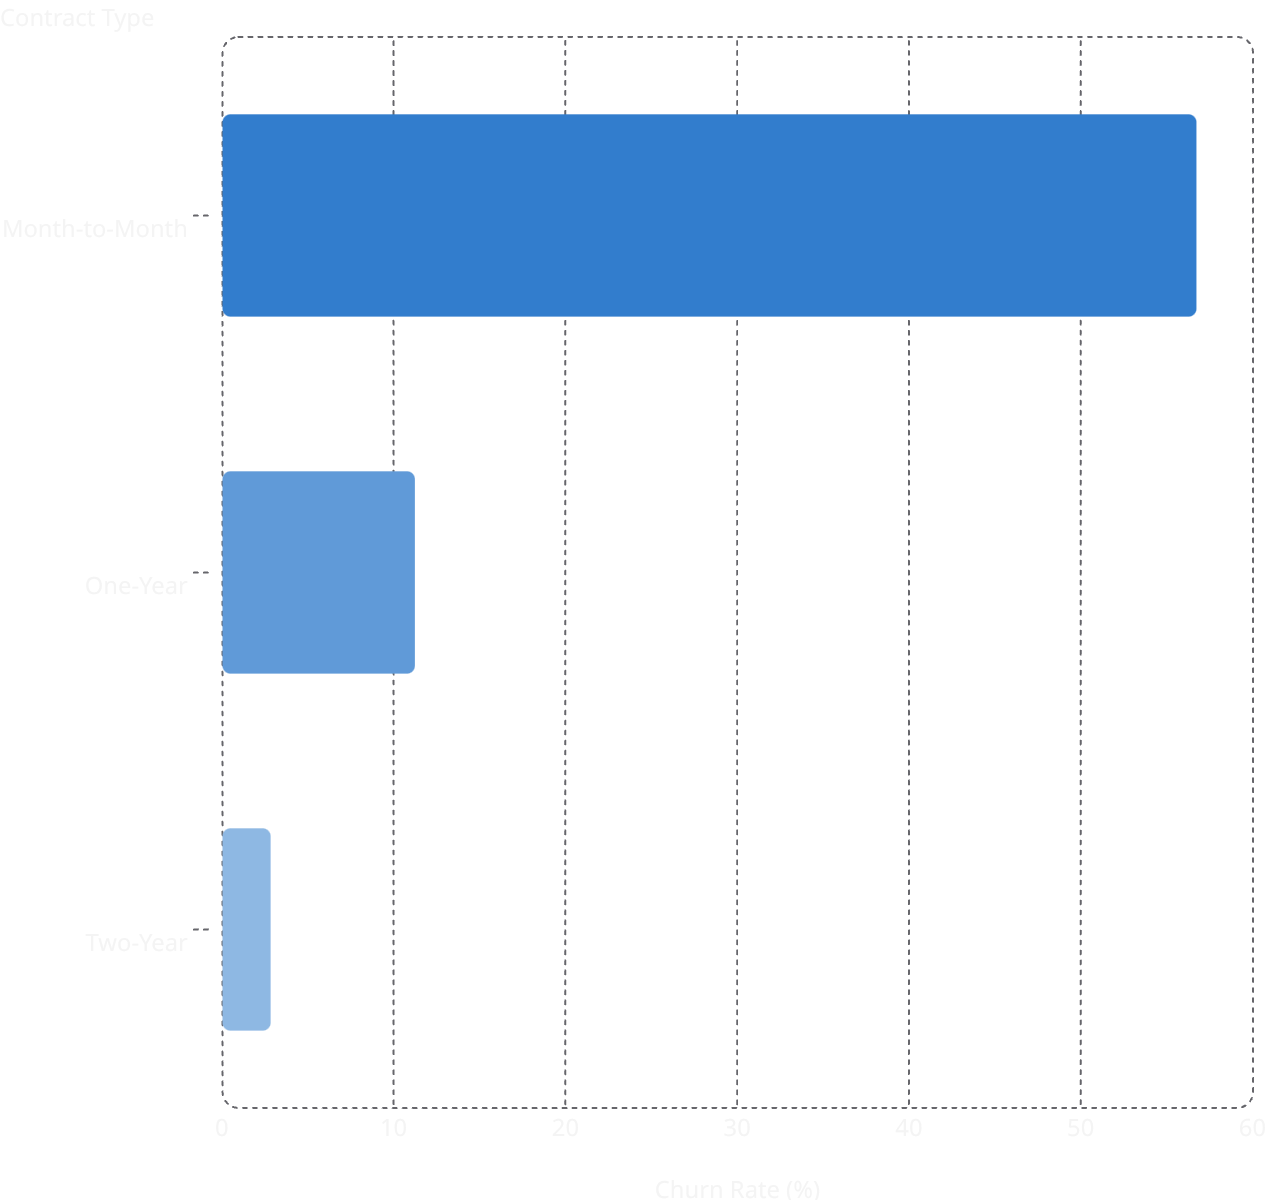 Contract Type
Month-to-Month
One-Year
Two-Year
0 10 20 30 40 50 60
Churn Rate (%)